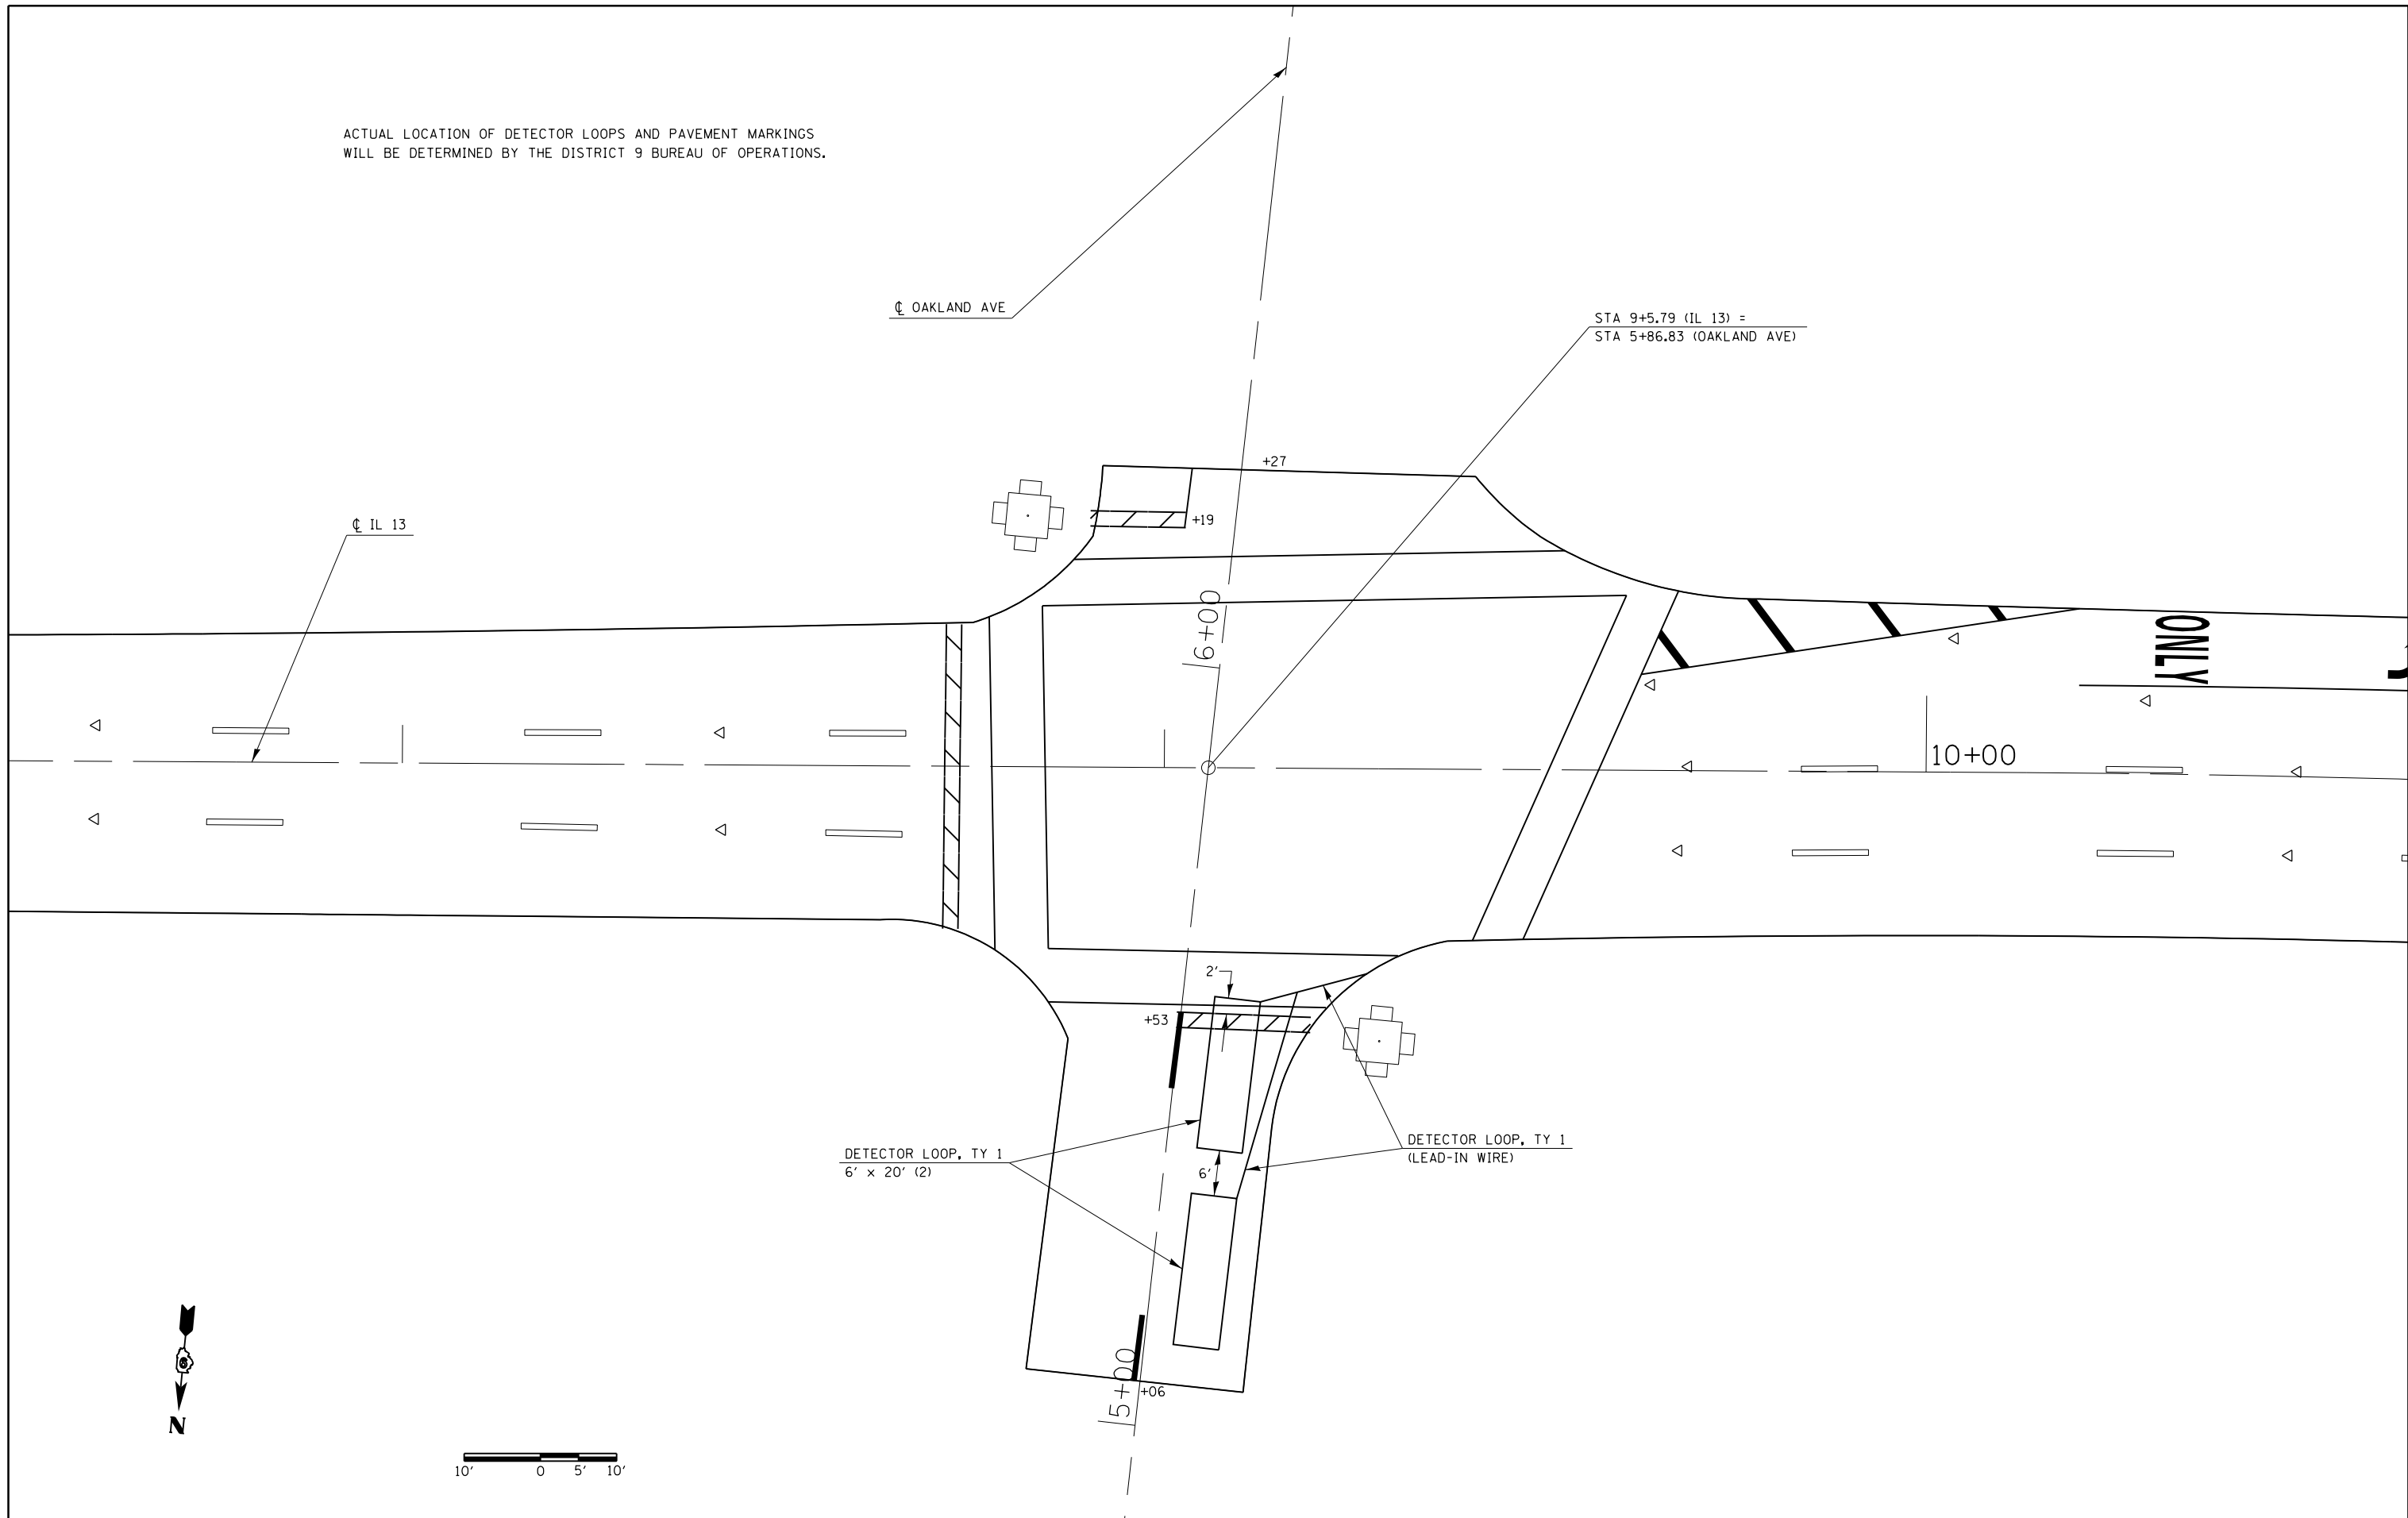 ACTUAL LOCATION OF DETECTOR LOOPS AND PAVEMENT MARKINGS
WILL BE DETERMINED BY THE DISTRICT 9 BUREAU OF OPERATIONS.
℄ OAKLAND AVE
STA 9+5.79 (IL 13) =
STA 5+86.83 (OAKLAND AVE)
+27
℄ IL 13
+19
6+00
ONLY
10+00
2'
+53
DETECTOR LOOP, TY 1
(LEAD-IN WIRE)
DETECTOR LOOP, TY 1
6' x 20' (2)
6'
5+00
+06
N
10' 0 5' 10'